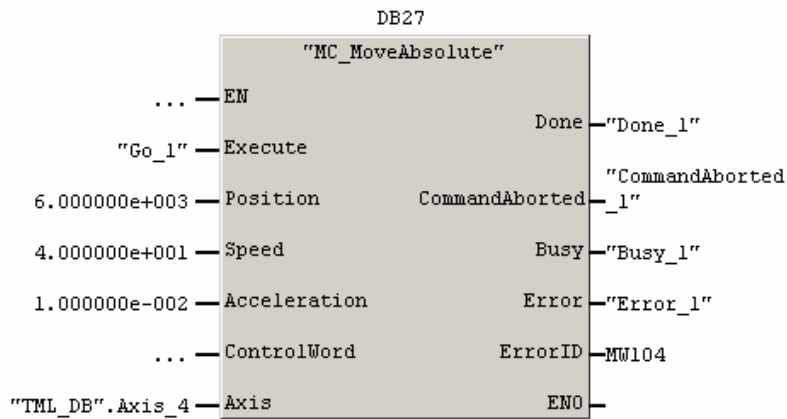 DB27
"MC_MoveAbsolute"
... EN
Done "Done_1"
"Go_1" Execute
"CommandAborted
6.000000e+003 Position CommandAborted _1"
4.000000e+001 Speed Busy "Busy_1"
1.000000e-002 Acceleration Error "Error_1"
... ControlWord ErrorID MW104
"TML_DB".Axis_4 Axis ENO